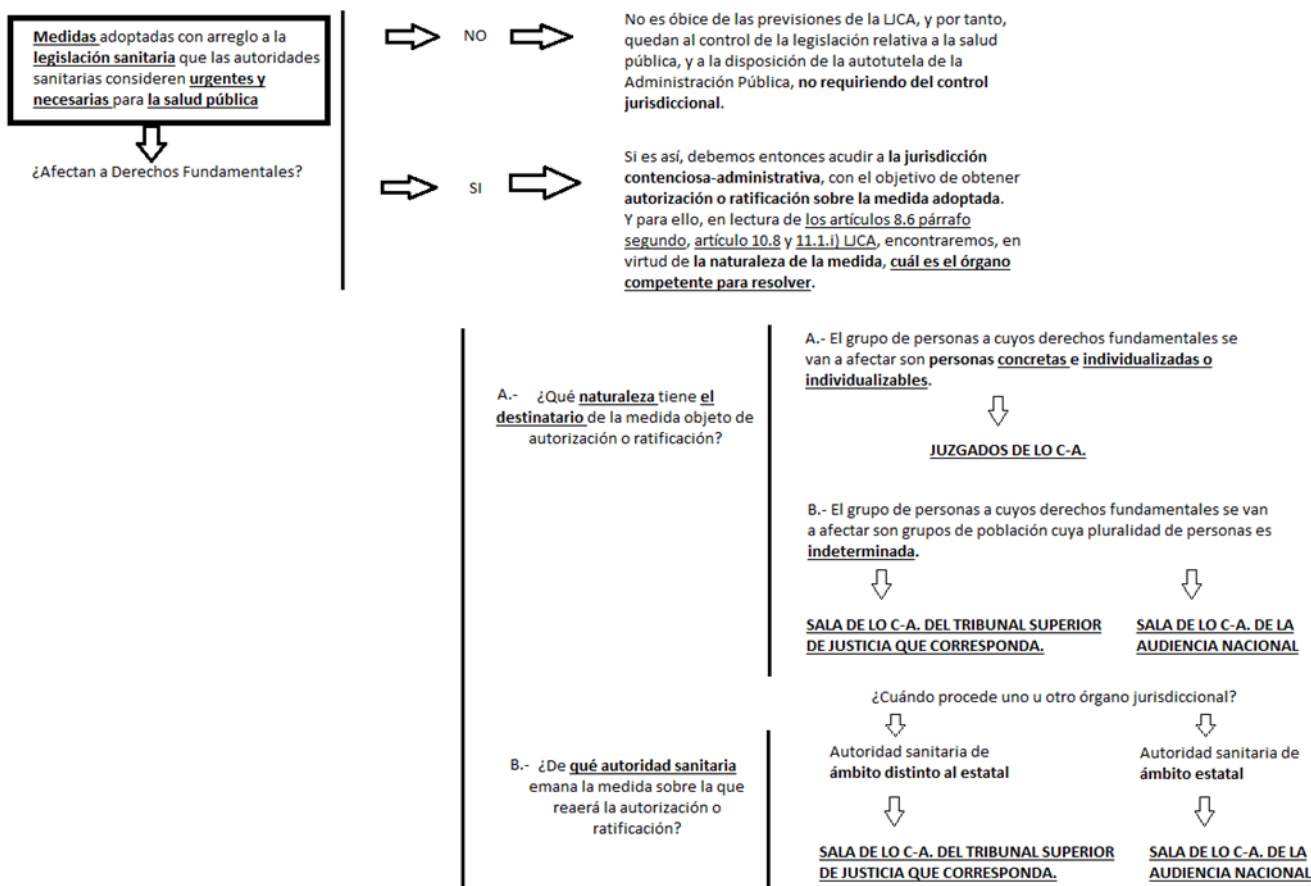 Medidas adoptadas con arreglo a la
legislación sanitaria que las autoridades
sanitarias consideren urgentes y
necesarias para la salud pública
¿Afectan a Derechos Fundamentales?
NO
No es óbice de las previsiones de la LJCA, y por tanto,
quedan al control de la legislación relativa a la salud
pública, y a la disposición de la autotutela de la
Administración Pública, no requiriendo del control
jurisdiccional.
SI
Si es así, debemos entonces acudir a la jurisdicción
contenciosa-administrativa, con el objetivo de obtener
autorización o ratificación sobre la medida adoptada.
Y para ello, en lectura de los artículos 8.6 párrafo
segundo, artículo 10.8 y 11.1.i) LJCA, encontraremos, en
virtud de la naturaleza de la medida, cuál es el órgano
competente para resolver.
A.- ¿Qué naturaleza tiene el
destinatario de la medida objeto de
autorización o ratificación?
A.- El grupo de personas a cuyos derechos fundamentales se
van a afectar son personas concretas e individualizadas o
individualizables.
JUZGADOS DE LO C-A.
B.- El grupo de personas a cuyos derechos fundamentales se van
a afectar son grupos de población cuya pluralidad de personas es
indeterminada.
SALA DE LO C-A. DEL TRIBUNAL SUPERIOR
DE JUSTICIA QUE CORRESPONDA.
SALA DE LO C-A. DE LA
AUDIENCIA NACIONAL
¿Cuándo procede uno u otro órgano jurisdiccional?
B.- ¿De qué autoridad sanitaria
emana la medida sobre la que
reaerá la autorización o
ratificación?
Autoridad sanitaria de
ámbito distinto al estatal
Autoridad sanitaria de
ámbito estatal
SALA DE LO C-A. DEL TRIBUNAL SUPERIOR
DE JUSTICIA QUE CORRESPONDA.
SALA DE LO C-A. DE LA
AUDIENCIA NACIONAL